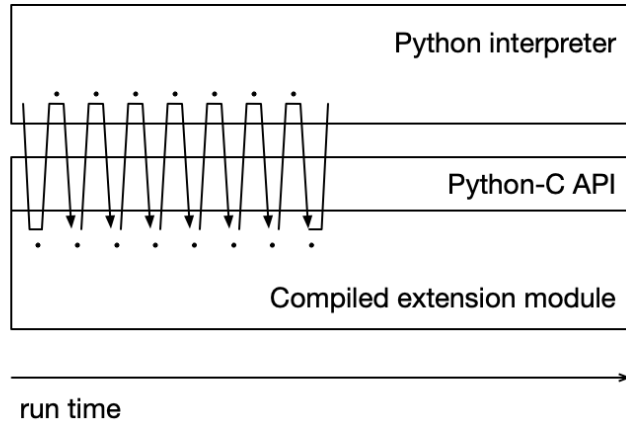 Python interpreter
Python-C API
Compiled extension module
run time